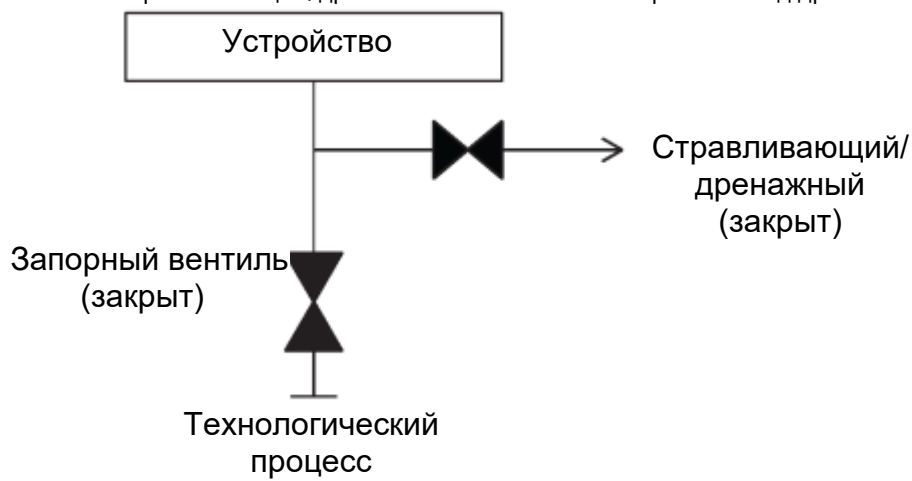 Устройство
Стравливающий/
дренажный
(закрыт)
Запорный вентиль
(закрыт)
Технологический
процесс